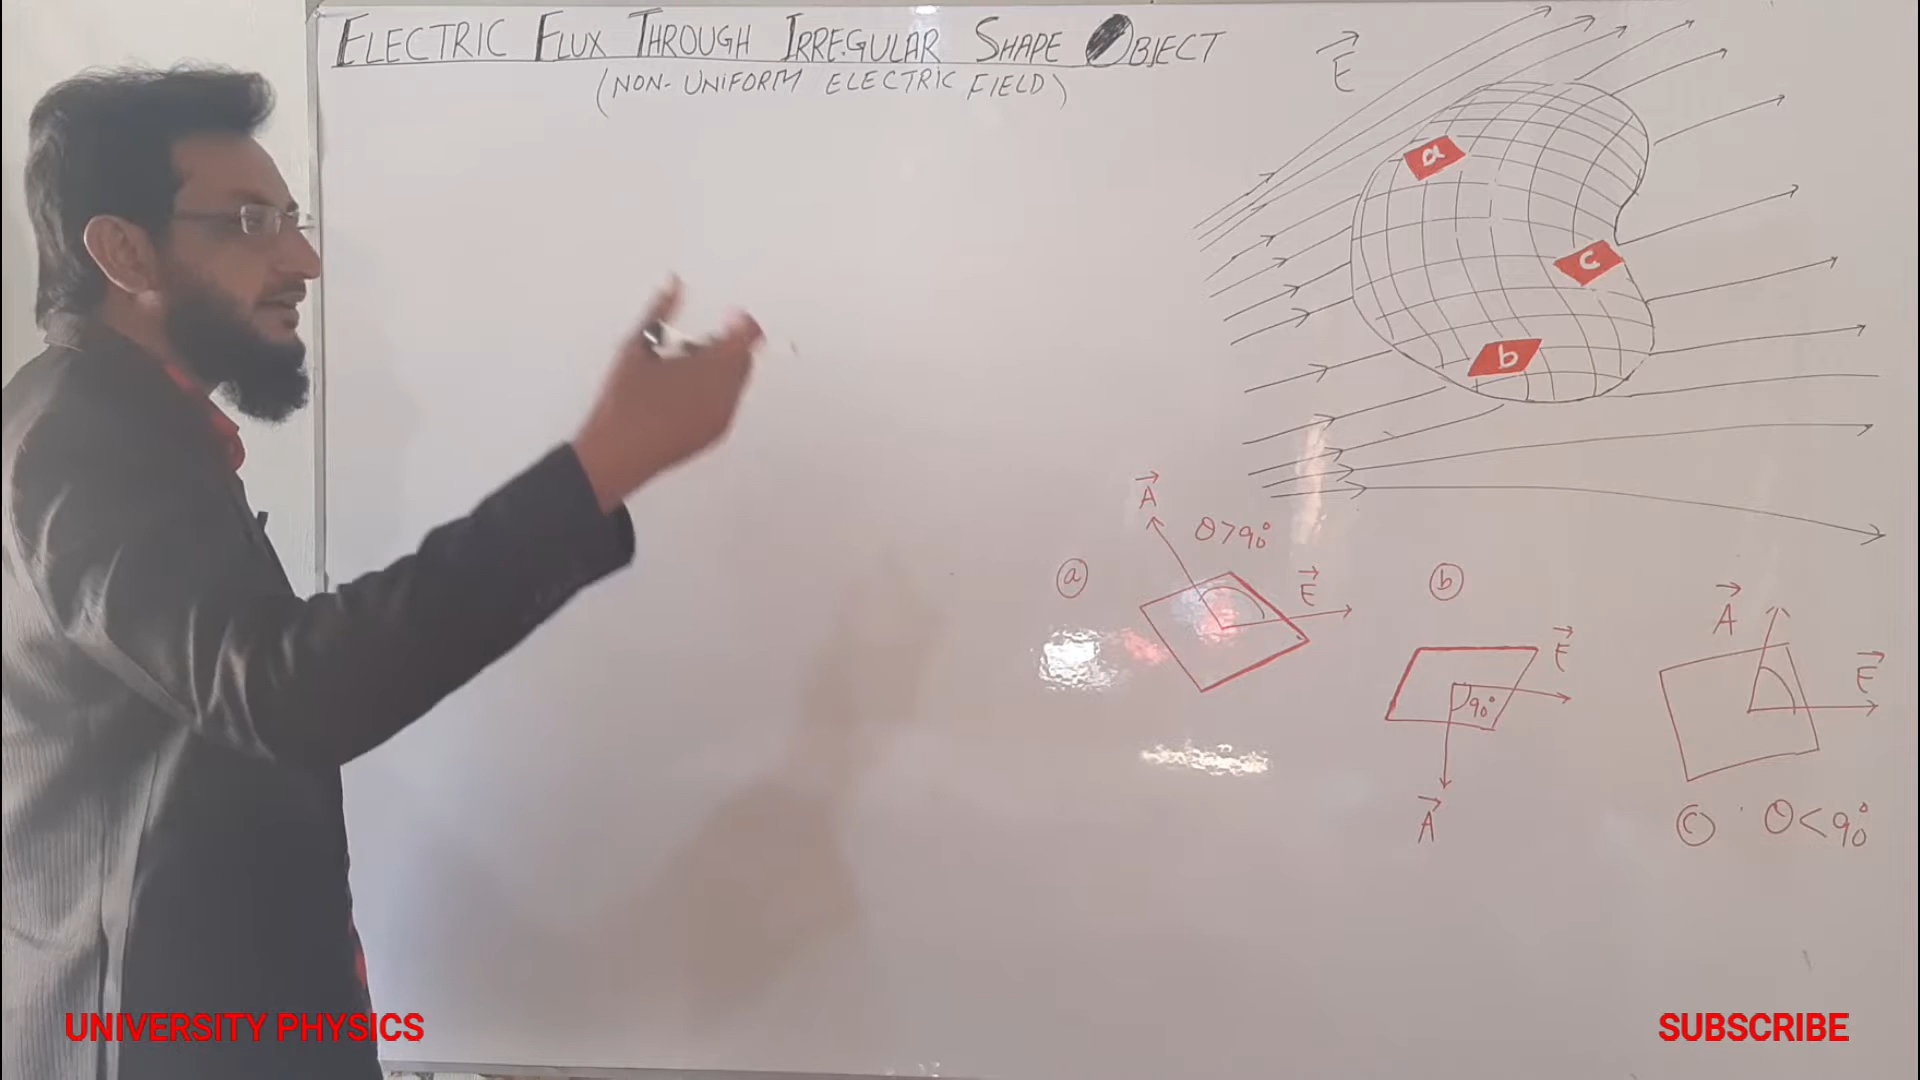 ELECTRIC FLUX THROUGH IRREGULAR SHAPE OBJECT
(NON-UNIFORM ELECTRIC FIELD)
E
a
c
b
A
θ>90°
a
E
b
E
90°
A
A
E
c θ<90°
UNIVERSITY PHYSICS
SUBSCRIBE